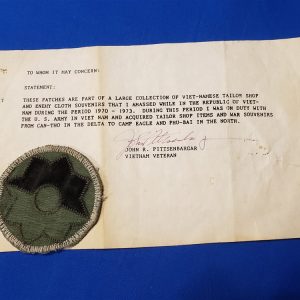 TO WHOM IT MAY CONCERN:
STATEMENT:
THESE PATCHES ARE PART OF A LARGE COLLECTION OF VIET-NAMESE TAILOR SHOP
AND ENEMY CLOTH SOUVENIRS THAT I AMASSED WHILE IN THE REPUBLIC OF VIET-
NAM DURING THE PERIOD 1970 - 1973. DURING THIS PERIOD I WAS ON DUTY WITH
THE U. S. ARMY IN VIET NAM AND ACQUIRED TAILOR SHOP ITEMS AND WAR SOUVENIRS
FROM CAN-THO IN THE DELTA TO CAMP EAGLE AND PHU-BAI IN THE NORTH.
JOHN R. PITTSENBARGAR
VIETNAM VETERAN